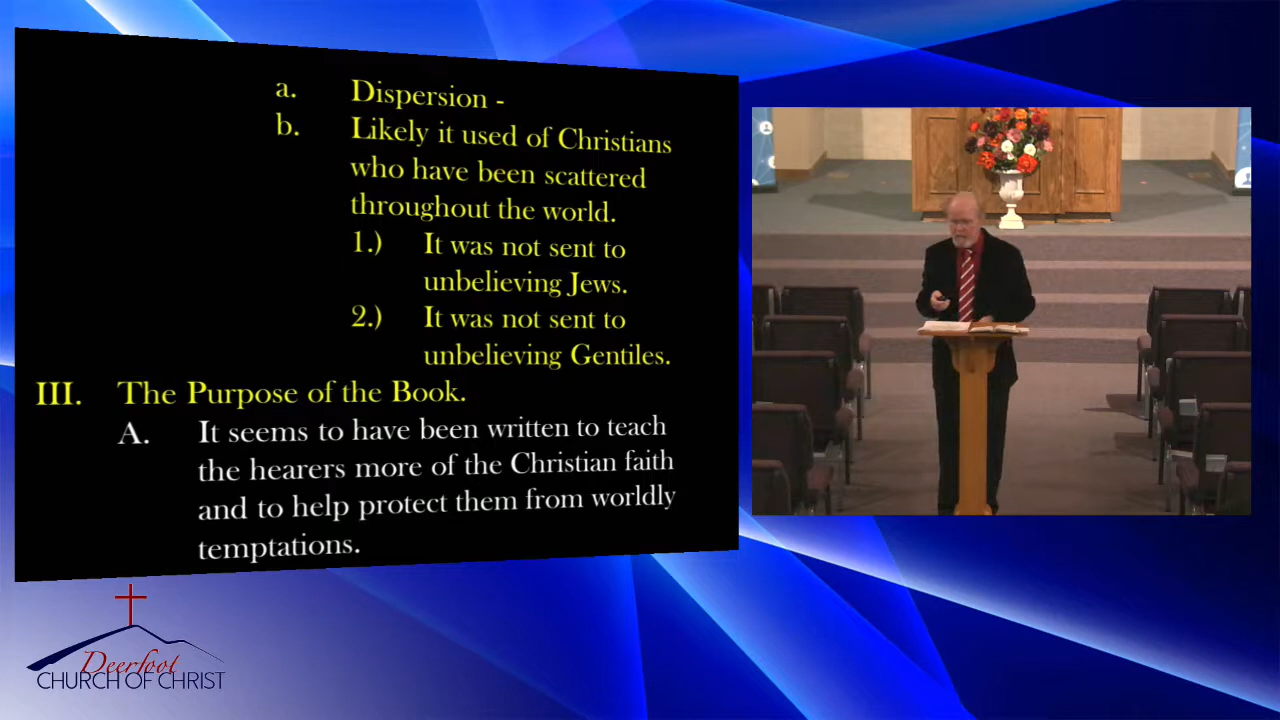 a. Dispersion -
b. Likely it used of Christians
who have been scattered
throughout the world.
1.) It was not sent to
unbelieving Jews.
2.) It was not sent to
unbelieving Gentiles.
III. The Purpose of the Book.
A. It seems to have been written to teach
the hearers more of the Christian faith
and to help protect them from worldly
temptations.
Deerfoot
CHURCH OF CHRIST